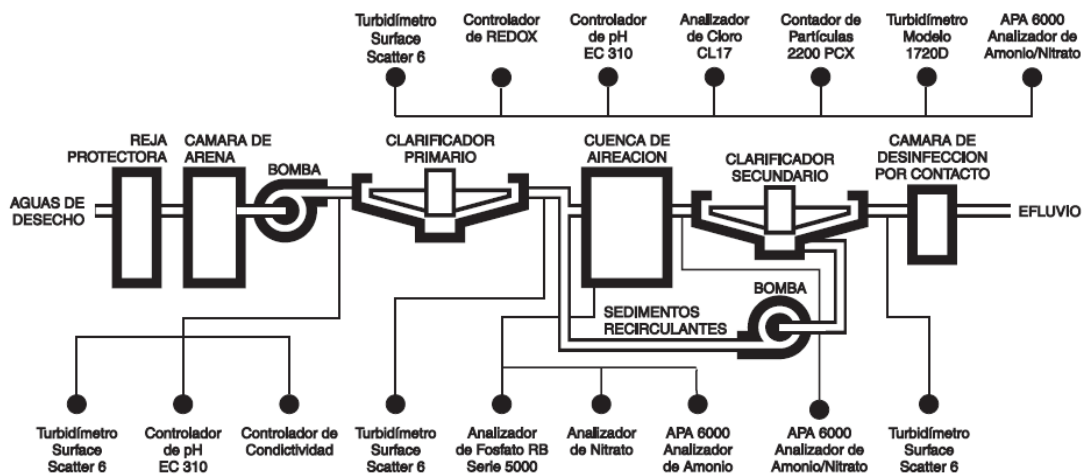 Turbidímetro
Surface
Scatter 6
Controlador
de REDOX
Controlador
de pH
EC 310
Analizador
de Cloro
CL17
Contador de
Partículas
2200 PCX
Turbidímetro
Modelo
1720D
APA 6000
Analizador de
Amonio/Nitrato
REJA
PROTECTORA
CAMARA DE
ARENA
BOMBA
CLARIFICADOR
PRIMARIO
CUENCA DE
AIREACION
CLARIFICADOR
SECUNDARIO
CAMARA DE
DESINFECCION
POR CONTACTO
AGUAS DE
DESECHO
EFLUVIO
SEDIMENTOS
RECIRCULANTES
BOMBA
Turbidímetro
Surface
Scatter 6
Controlador
de pH
EC 310
Controlador de
Condictividad
Turbidímetro
Surface
Scatter 6
Analizador
de Fosfato RB
Serie 5000
Analizador
de Nitrato
APA 6000
Analizador
de Amonio
APA 6000
Analizador de
Amonio/Nitrato
Turbidímetro
Surface
Scatter 6